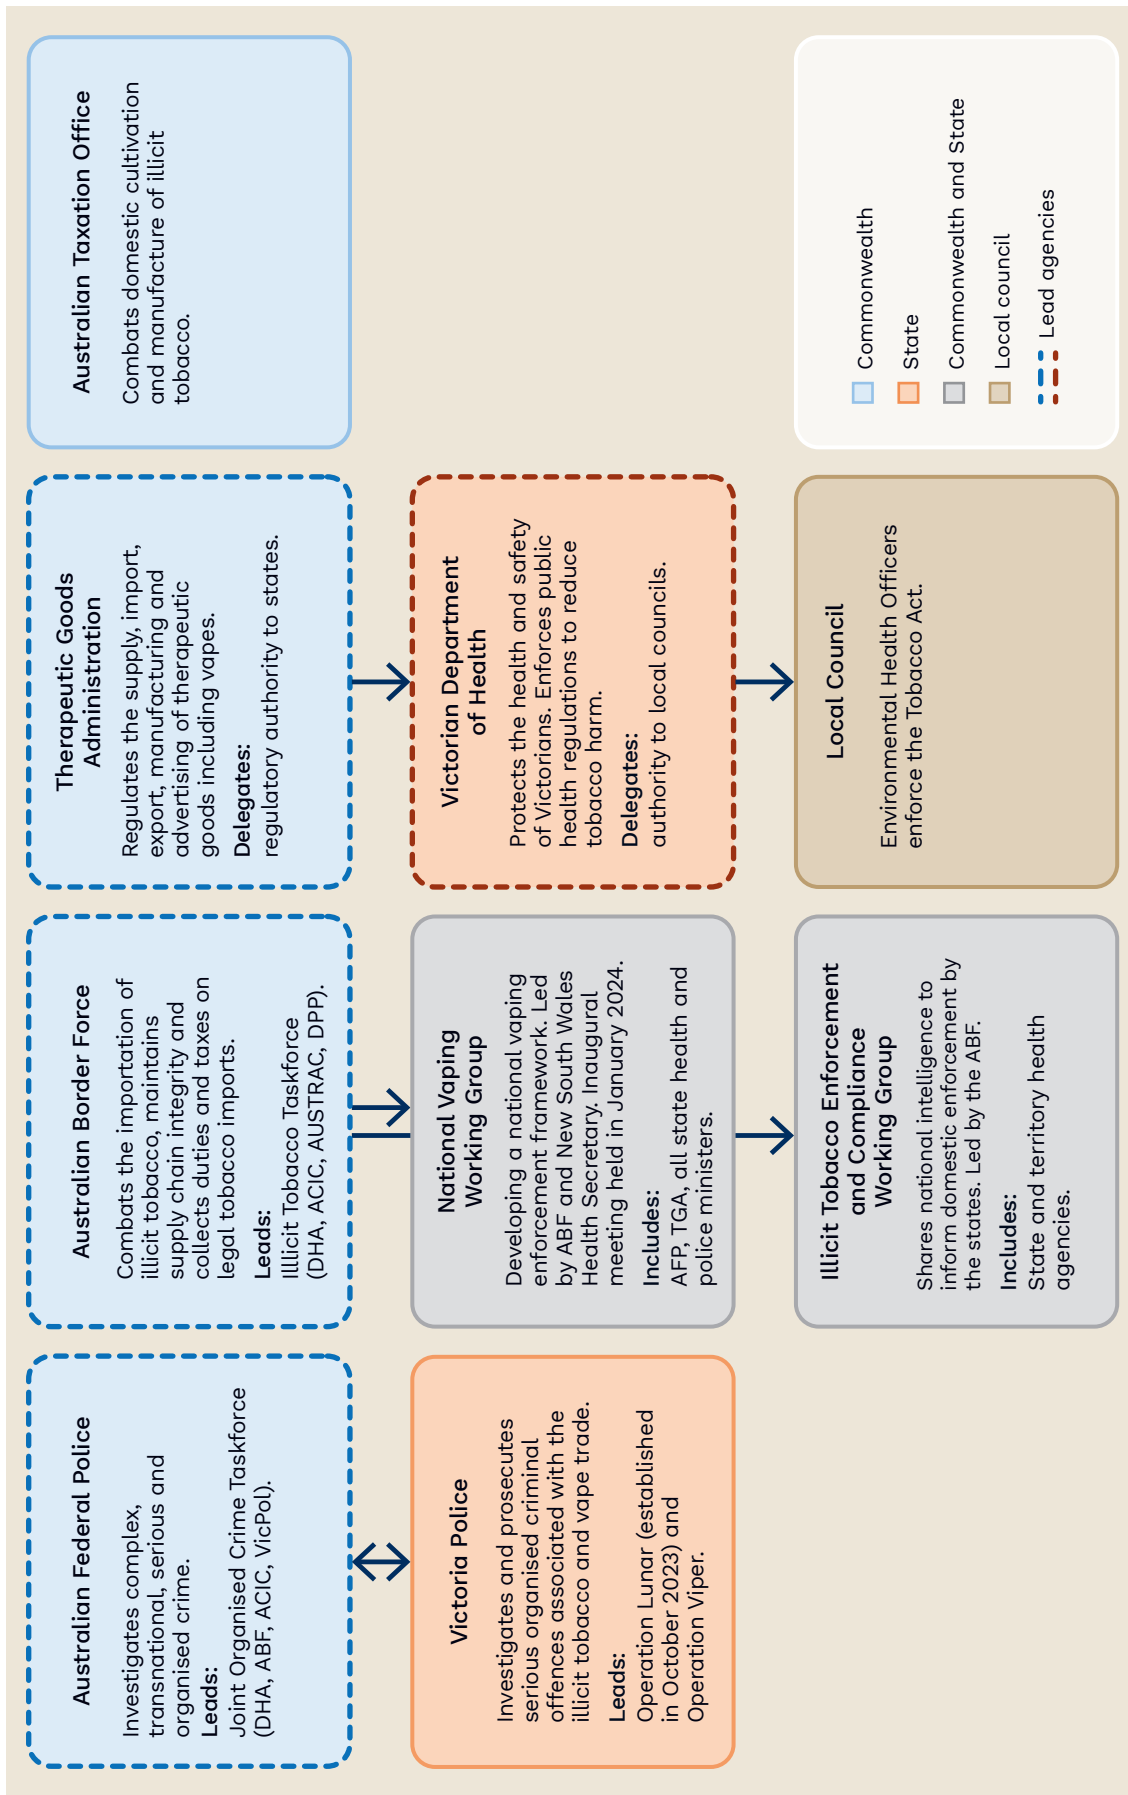 Australian Federal Police
Investigates complex,
transnational, serious and
organised crime.
Leads:
Joint Organised Crime Taskforce
(DHA, ABF, ACIC, VicPol).
Australian Border Force
Combats the importation of
illicit tobacco, maintains
supply chain integrity and
collects duties and taxes on
legal tobacco imports.
Leads:
Illlicit Tobacco Taskforce
(DHA, ACIC, AUSTRAC, DPP).
Therapeutic Goods
Administration
Regulates the supply, import,
export, manufacturing and
advertising of therapeutic
goods including vapes.
Delegates:
regulatory authority to states.
Australian Taxation Office
Combats domestic cultivation
and manufacture of illicit
tobacco.
Victoria Police
Investigates and prosecutes
serious organised criminal
offences associated with the
illicit tobacco and vape trade.
Leads:
Operation Lunar (established
in October 2023) and
Operation Viper.
National Vaping
Working Group
Developing a national vaping
enforcement framework. Led
by ABF and New South Wales
Health Secretary. Inaugural
meeting held in January 2024.
Includes:
AFP, TGA, all state health and
police ministers.
Victorian Department
of Health
Protects the health and safety
of Victorians. Enforces public
health regulations to reduce
tobacco harm.
Delegates:
authority to local councils.
Illicit Tobacco Enforcement
and Compliance
Working Group
Shares national intelligence to
inform domestic enforcement by
the states. Led by the ABF.
Includes:
State and territory health
agencies.
Local Council
Environmental Health Officers
enforce the Tobacco Act.
Commonwealth
State
Commonwealth and State
Local council
Lead agencies